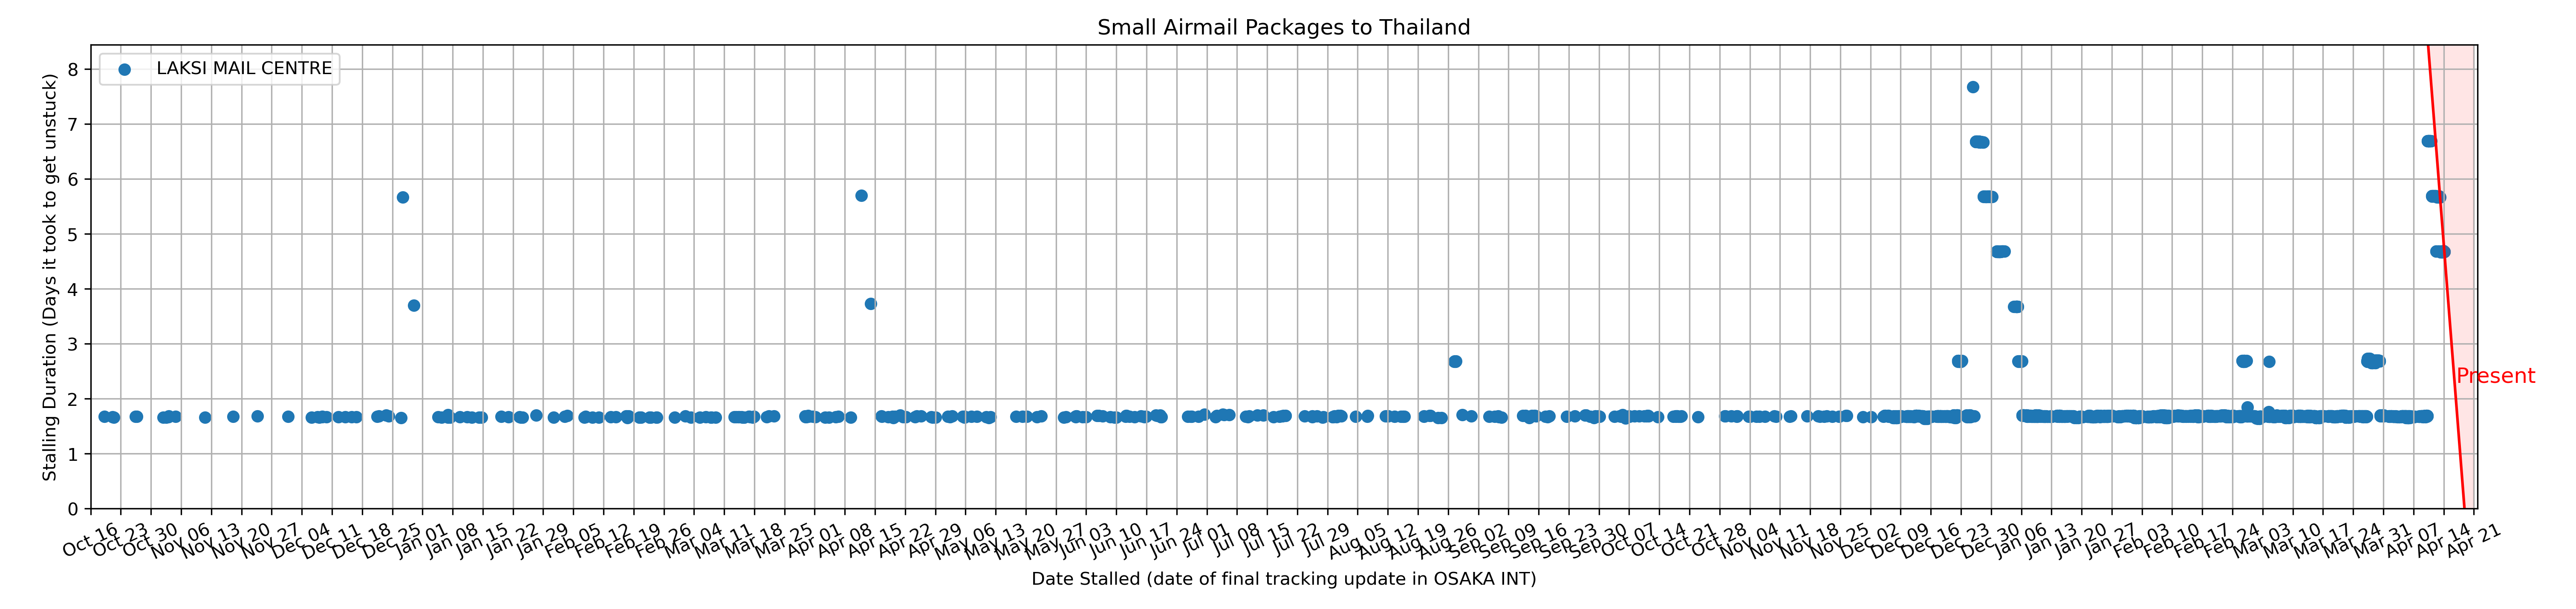 Small Airmail Packages to Thailand
LAKSI MAIL CENTRE
Stalling Duration (Days it took to get unstuck)
8
7
6
5
4
3
2
1
0
Present
Oct 16 Oct 23 Oct 30 Nov 06 Nov 13 Nov 20 Nov 27 Dec 04 Dec 11 Dec 18 Dec 25 Jan 01 Jan 08 Jan 15 Jan 22 Jan 29 Feb 05 Feb 12 Feb 19 Feb 26 Mar 04 Mar 11 Mar 18 Mar 25 Apr 01 Apr 08 Apr 15 Apr 22 Apr 29 May 06 May 13 May 20 May 27 Jun 03 Jun 10 Jun 17 Jun 24 Jul 01 Jul 08 Jul 15 Jul 22 Jul 29 Aug 05 Aug 12 Aug 19 Aug 26 Sep 02 Sep 09 Sep 16 Sep 23 Sep 30 Oct 07 Oct 14 Oct 21 Oct 28 Nov 04 Nov 11 Nov 18 Nov 25 Dec 02 Dec 09 Dec 16 Dec 23 Dec 30 Jan 06 Jan 13 Jan 20 Jan 27 Feb 03 Feb 10 Feb 17 Feb 24 Mar 03 Mar 10 Mar 17 Mar 24 Mar 31 Apr 07 Apr 14 Apr 21
Date Stalled (date of final tracking update in OSAKA INT)